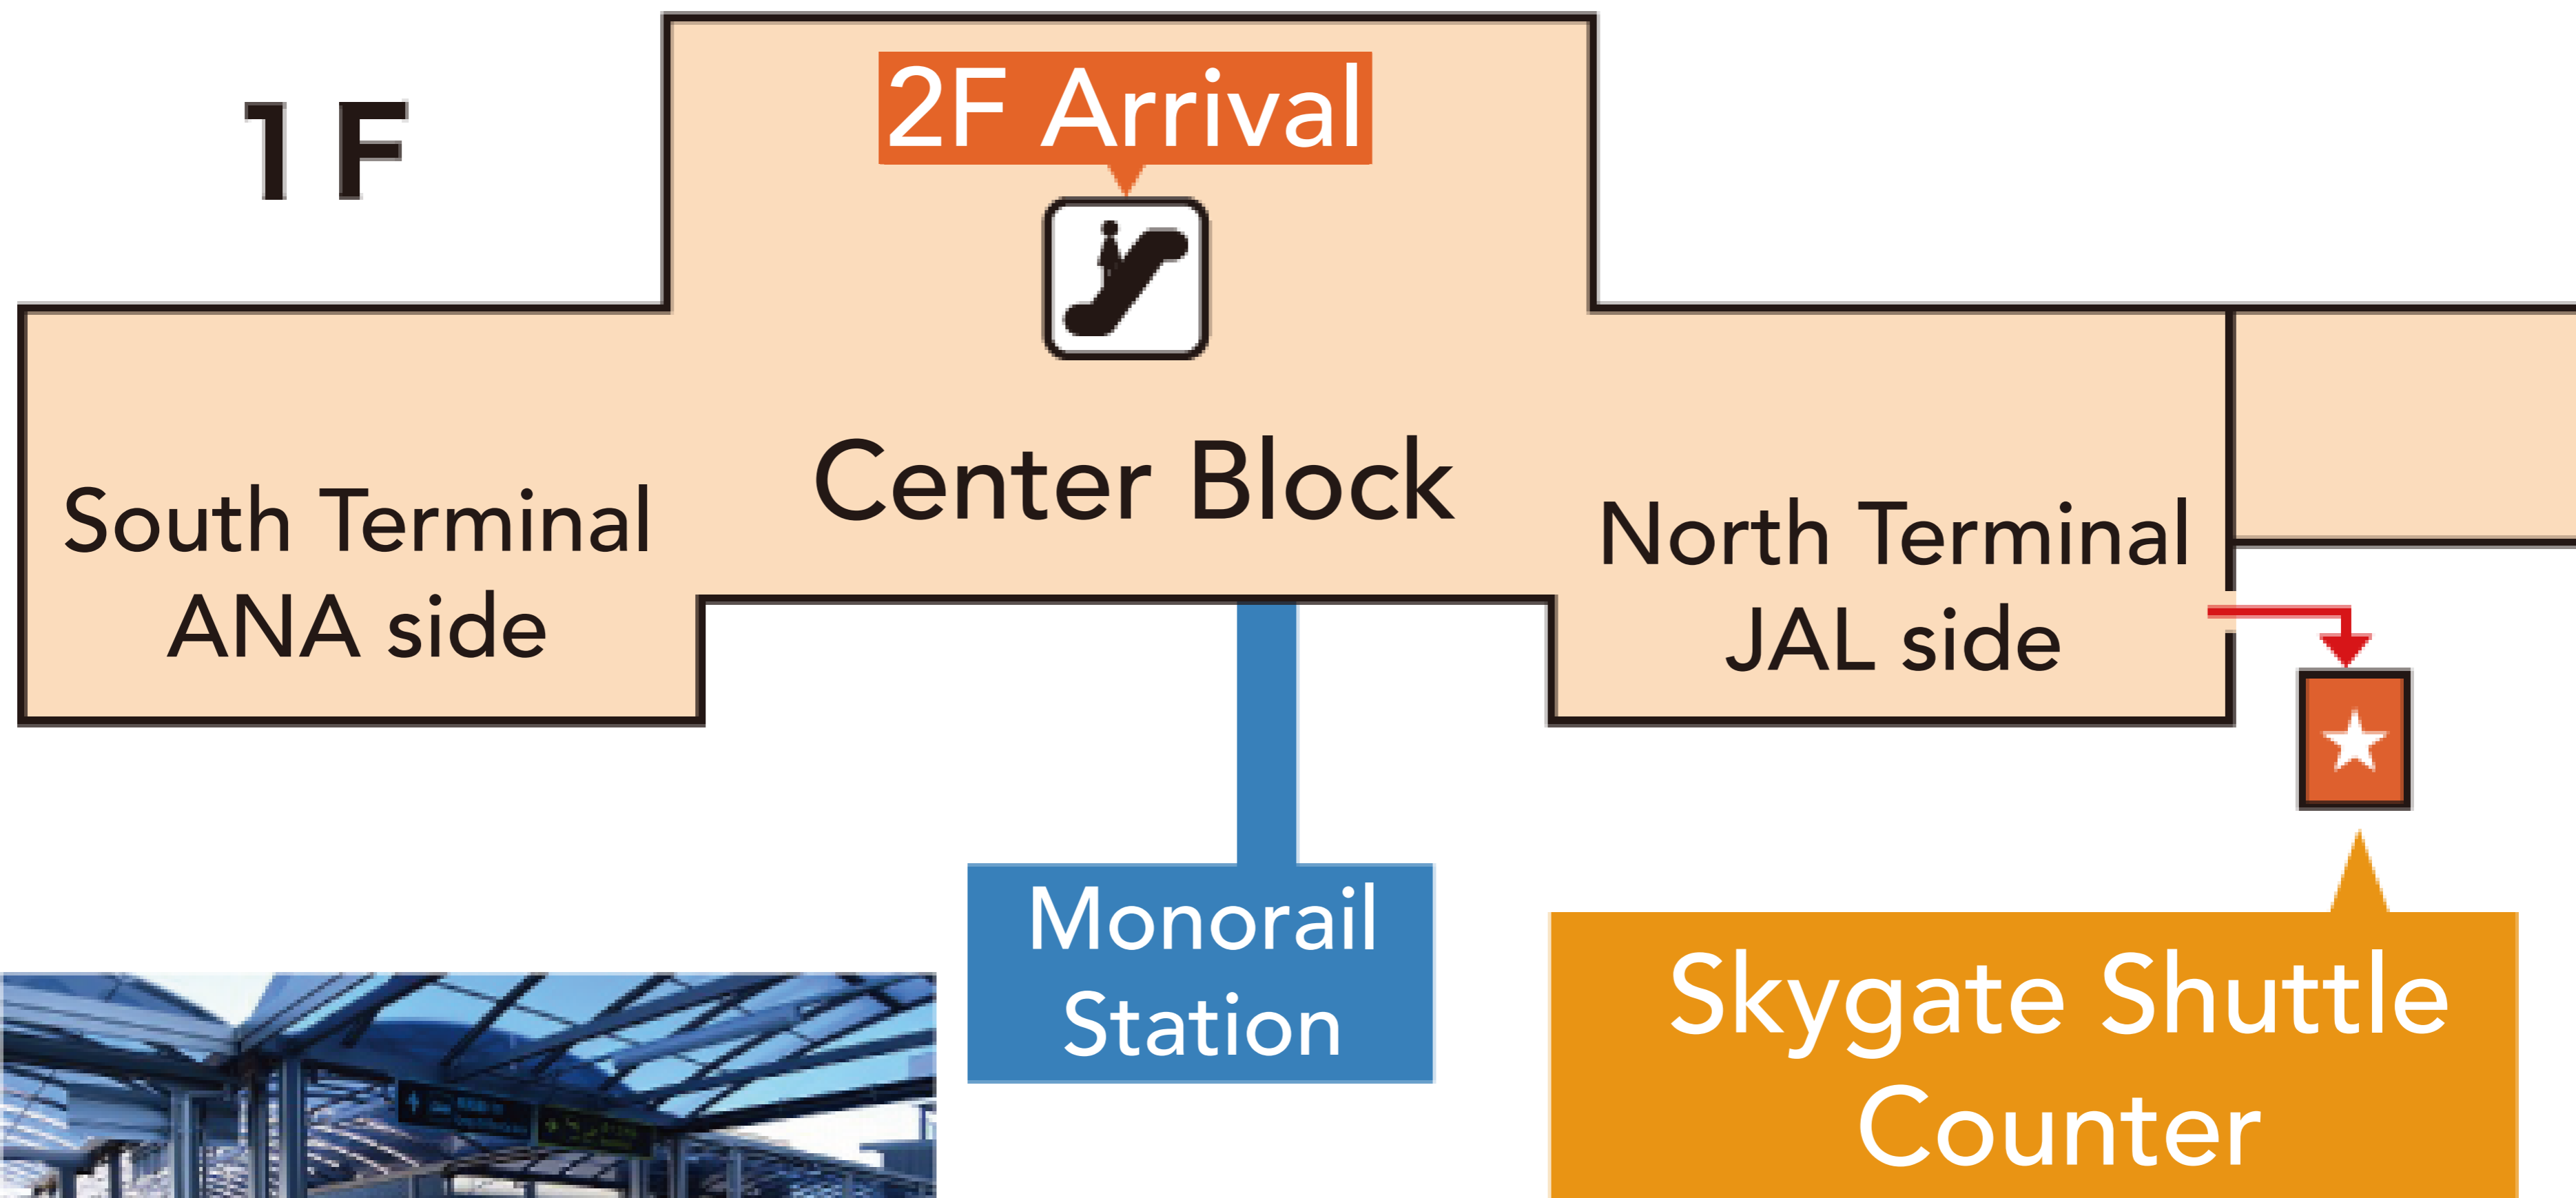 1F
2F Arrival
Center Block
South Terminal
ANA side
North Terminal
JAL side
Monorail
Station
Skygate Shuttle
Counter